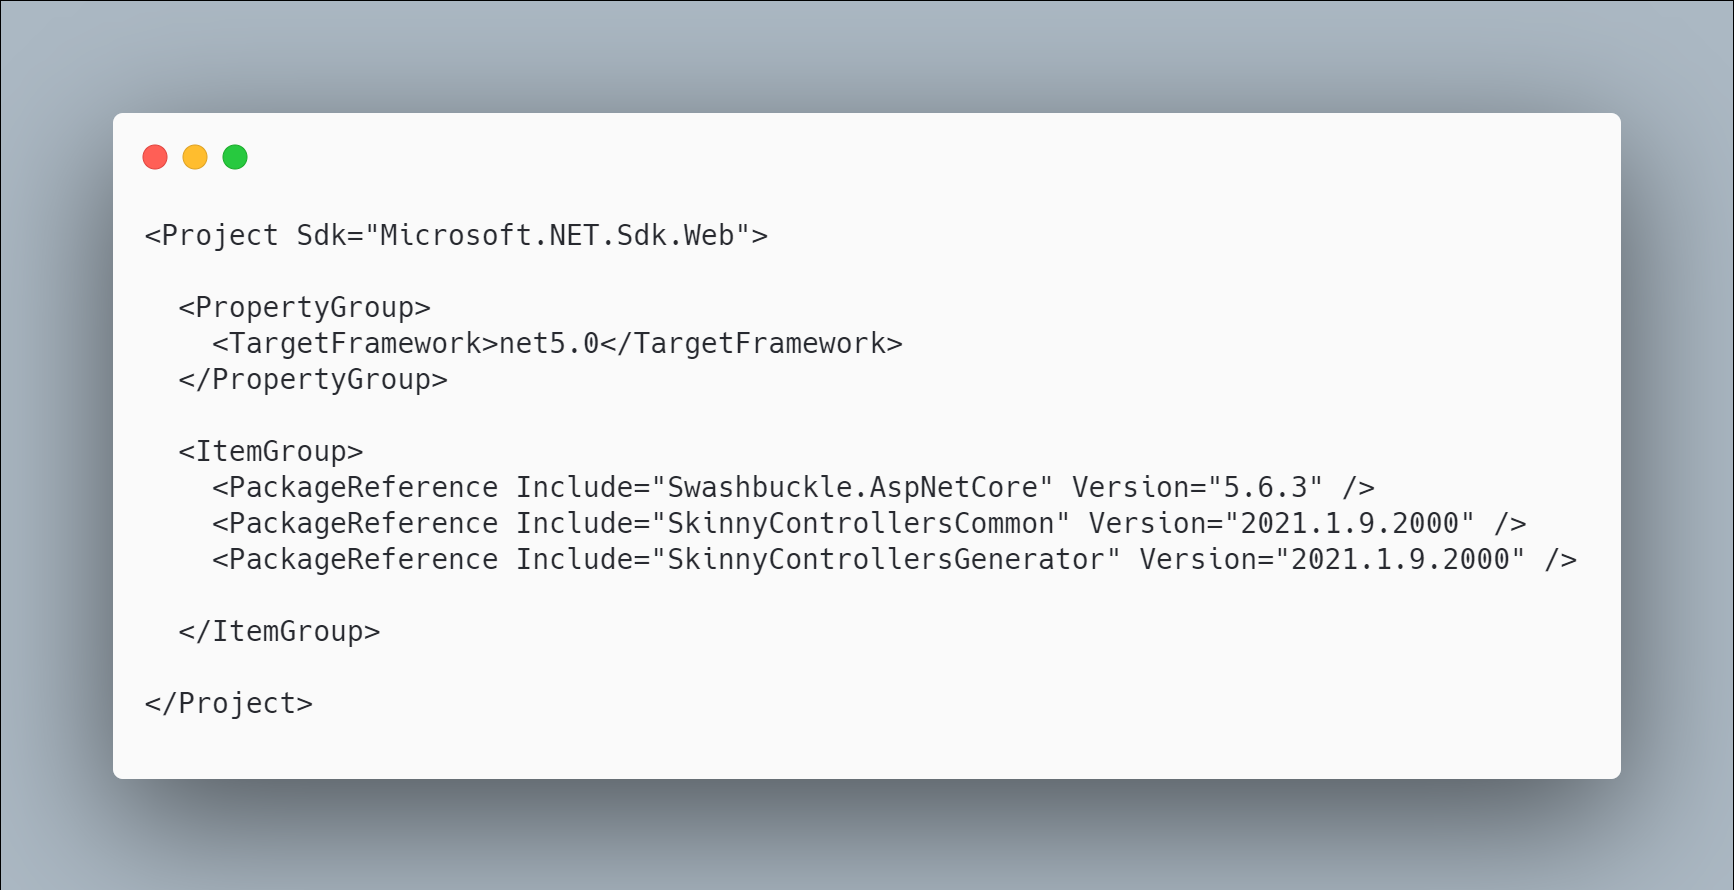 <Project Sdk="Microsoft.NET.Sdk.Web">
  <PropertyGroup>
    <TargetFramework>net5.0</TargetFramework>
  </PropertyGroup>
  <ItemGroup>
    <PackageReference Include="Swashbuckle.AspNetCore" Version="5.6.3" />
    <PackageReference Include="SkinnyControllersCommon" Version="2021.1.9.2000" />
    <PackageReference Include="SkinnyControllersGenerator" Version="2021.1.9.2000" />
  </ItemGroup>
</Project>